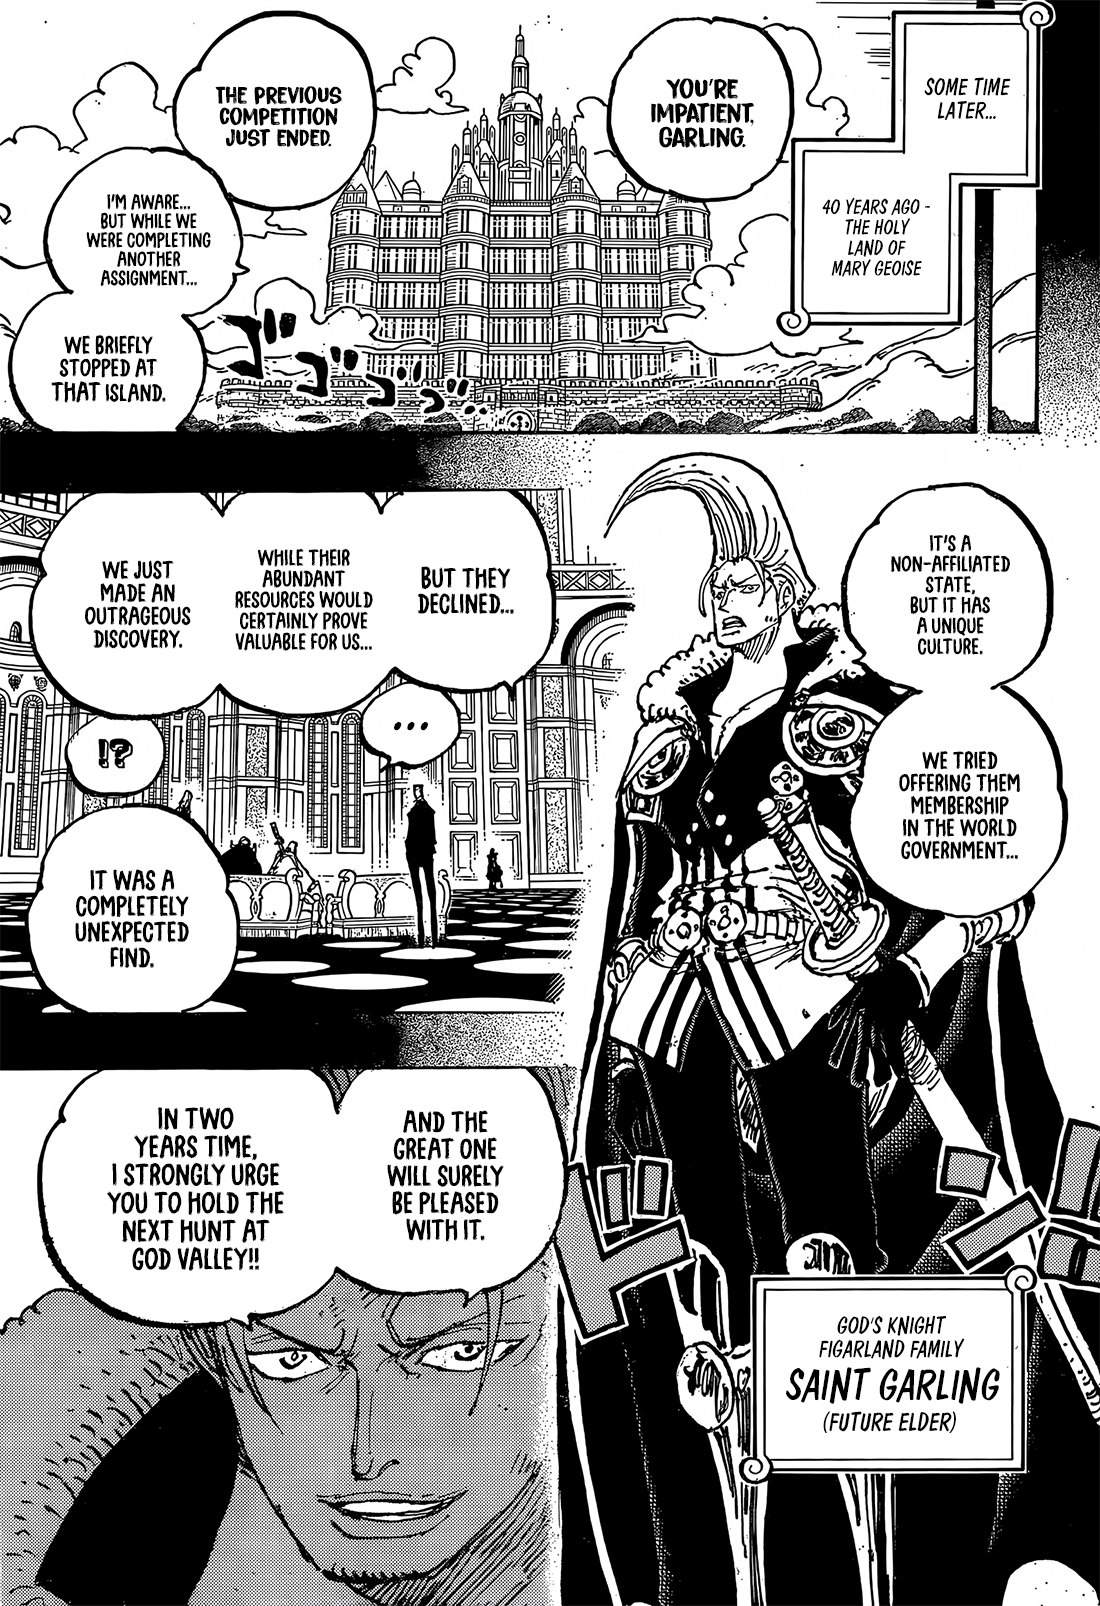 SOME TIME
LATER...
40 YEARS AGO -
THE HOLY
LAND OF
MARY GEOISE
YOU'RE
IMPATIENT,
GARLING.
THE PREVIOUS
COMPETITION
JUST ENDED.
I'M AWARE...
BUT WHILE WE
WERE COMPLETING
ANOTHER
ASSIGNMENT...
WE BRIEFLY
STOPPED AT
THAT ISLAND.
ゴゴゴゴ...
IT'S A
NON-AFFILIATED
STATE,
BUT IT HAS
A UNIQUE
CULTURE.
WE TRIED
OFFERING THEM
MEMBERSHIP
IN THE WORLD
GOVERNMENT...
BUT THEY
DECLINED...
WHILE THEIR
ABUNDANT
RESOURCES WOULD
CERTAINLY PROVE
VALUABLE FOR US...
WE JUST
MADE AN
OUTRAGEOUS
DISCOVERY.
...
!?
IT WAS A
COMPLETELY
UNEXPECTED
FIND.
AND THE
GREAT ONE
WILL SURELY
BE PLEASED
WITH IT.
IN TWO
YEARS TIME,
I STRONGLY URGE
YOU TO HOLD THE
NEXT HUNT AT
GOD VALLEY!!
ドン
GOD'S KNIGHT
FIGARLAND FAMILY
SAINT GARLING
(FUTURE ELDER)